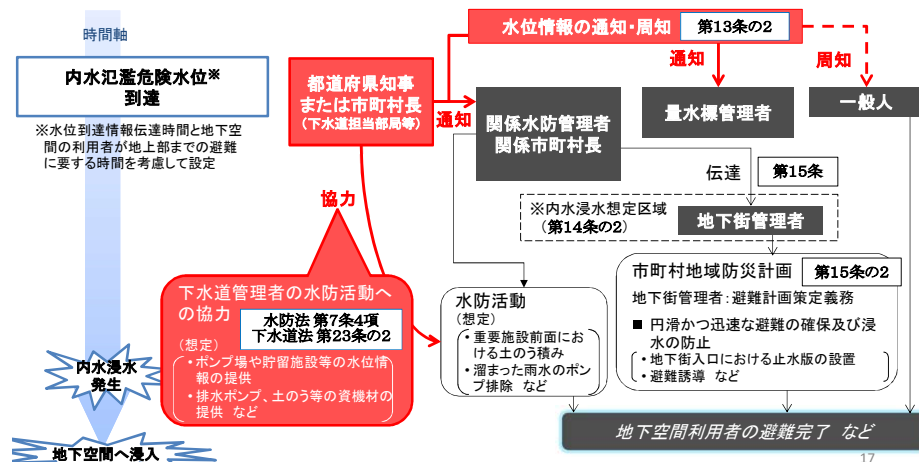 時間軸
内水氾濫危険水位※
到達
※水位到達情報伝達時間と地下空
間の利用者が地上部までの避難
に要する時間を考慮して設定
内水浸水
発生
地下空間へ浸入
水位情報の通知・周知
第13条の2
都道府県知事
または市町村長
(下水道担当部局等)
通知
通知
周知
関係水防管理者
関係市町村長
量水標管理者
一般人
伝達
第15条
※内水浸水想定区域
(第14条の2)
地下街管理者
協力
下水道管理者の水防活動へ
の協力
水防法 第7条4項
下水道法 第23条の2
(想定)
・ポンプ場や貯留施設等の水位情
報の提供
・排水ポンプ、土のう等の資機材の
提供 など
水防活動
(想定)
・重要施設前面にお
ける土のう積み
・溜まった雨水のポン
プ排除 など
市町村地域防災計画
第15条の2
地下街管理者:避難計画策定義務
■ 円滑かつ迅速な避難の確保及び浸
水の防止
・地下街入口における止水版の設置
・避難誘導 など
地下空間利用者の避難完了 など
17